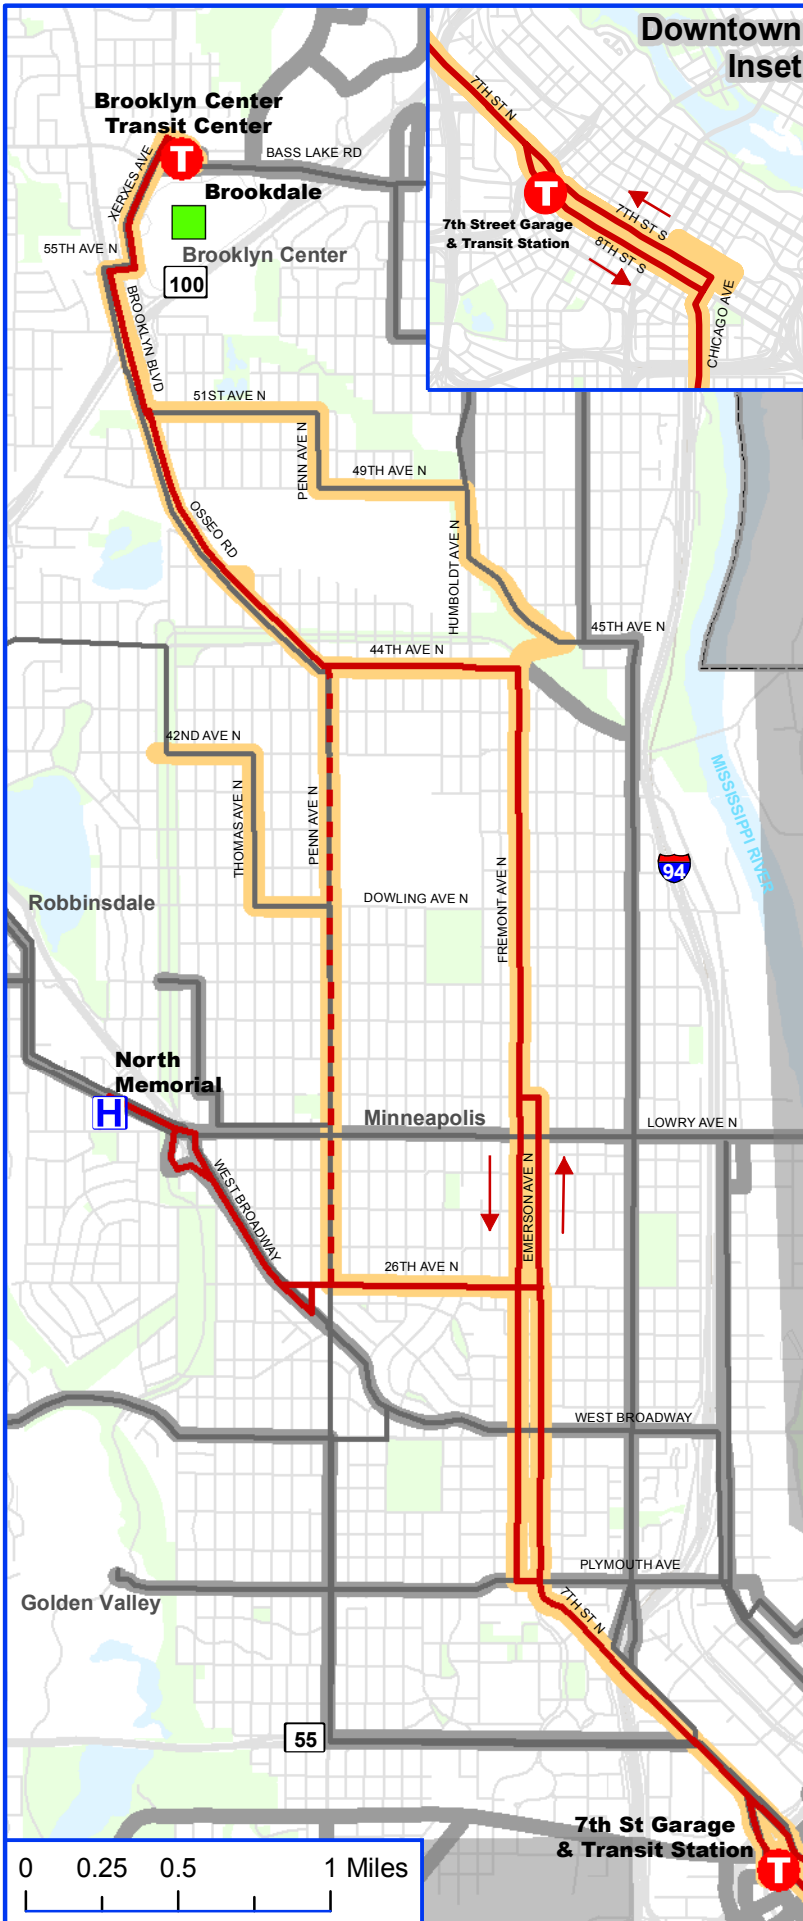 Downtown
Inset
7TH ST N
T
7th Street Garage
& Transit Station
7TH ST S
8TH ST S
CHICAGO AVE
Brooklyn Center
Transit Center
T
BASS LAKE RD
XERXES AVE
Brookdale
55TH AVE N
Brooklyn Center
100
BROOKLYN BLVD
51ST AVE N
PENN AVE N
49TH AVE N
OSSEO RD
HUMBOLDT AVE N
45TH AVE N
44TH AVE N
42ND AVE N
MISSISSIPPI RIVER
THOMAS AVE N
PENN AVE N
94
Robbinsdale
DOWLING AVE N
FREMONT AVE N
North
Memorial
H
Minneapolis
LOWRY AVE N
EMERSON AVE N
WEST BROADWAY
26TH AVE N
WEST BROADWAY
PLYMOUTH AVE
Golden Valley
7TH ST N
55
7th St Garage
& Transit Station
T
0 0.25 0.5 1 Miles